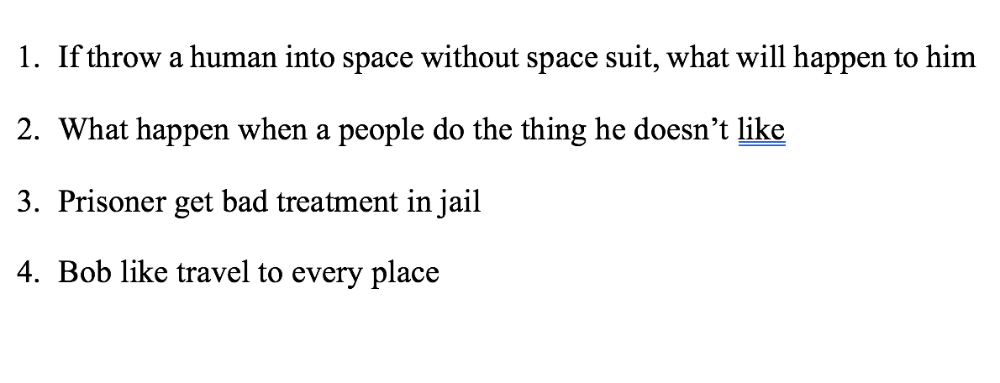 1. If throw a human into space without space suit, what will happen to him
2. What happen when a people do the thing he doesn’t like
3. Prisoner get bad treatment in jail
4. Bob like travel to every place